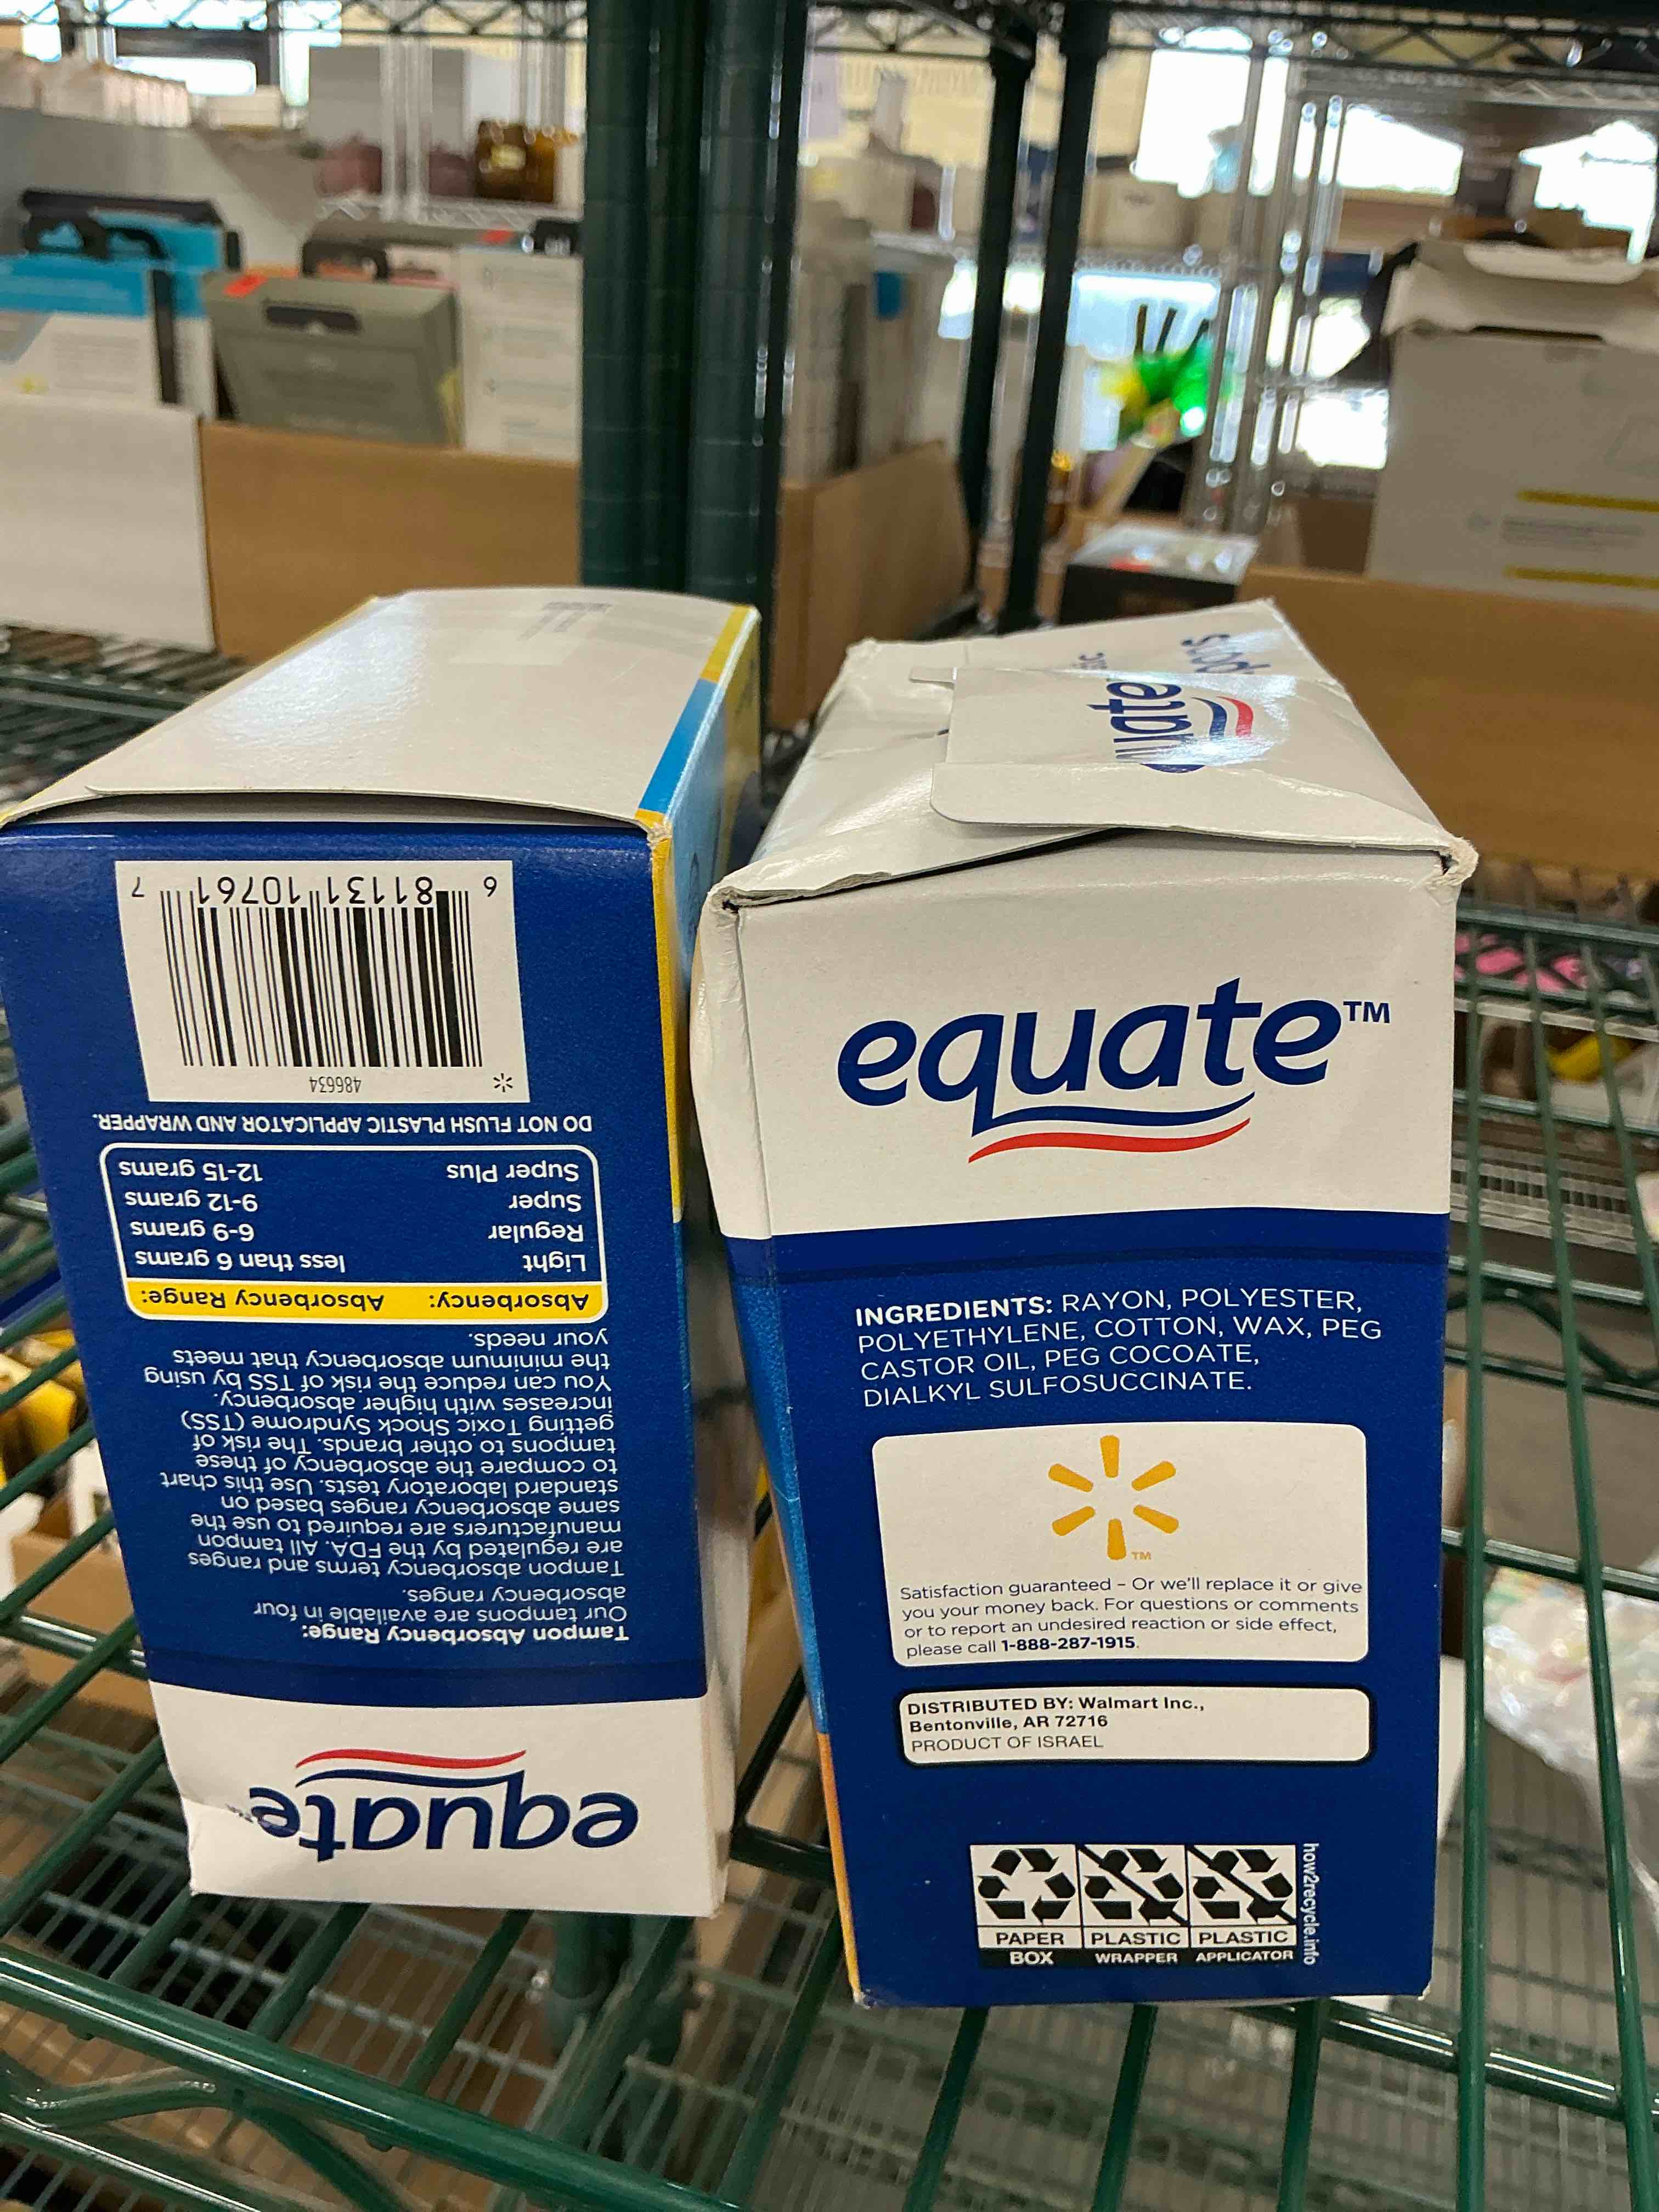 equate™
Tampon Absorbency Range:
Our tampons are available in four
absorbency ranges.
Tampon absorbency terms and ranges
are regulated by the FDA. All tampon
manufacturers are required to use the
same absorbency ranges based on
standard laboratory tests. Use this chart
to compare the absorbency of these
tampons to other brands. The risk of
getting Toxic Shock Syndrome (TSS)
increases with higher absorbency.
You can reduce the risk of TSS by using
the minimum absorbency that meets
your needs.
Absorbency: Absorbency Range:
Light less than 6 grams
Regular 6-9 grams
Super 9-12 grams
Super Plus 12-15 grams
DO NOT FLUSH PLASTIC APPLICATOR AND WRAPPER.
486634
6 81131 10761 7
equate™
INGREDIENTS: RAYON, POLYESTER,
POLYETHYLENE, COTTON, WAX, PEG
CASTOR OIL, PEG COCOATE,
DIALKYL SULFOSUCCINATE.
TM
Satisfaction guaranteed – Or we'll replace it or give
you your money back. For questions or comments
or to report an undesired reaction or side effect,
please call 1-888-287-1915.
DISTRIBUTED BY: Walmart Inc.,
Bentonville, AR 72716
PRODUCT OF ISRAEL
PAPER PLASTIC PLASTIC
BOX WRAPPER APPLICATOR
how2recycle.info